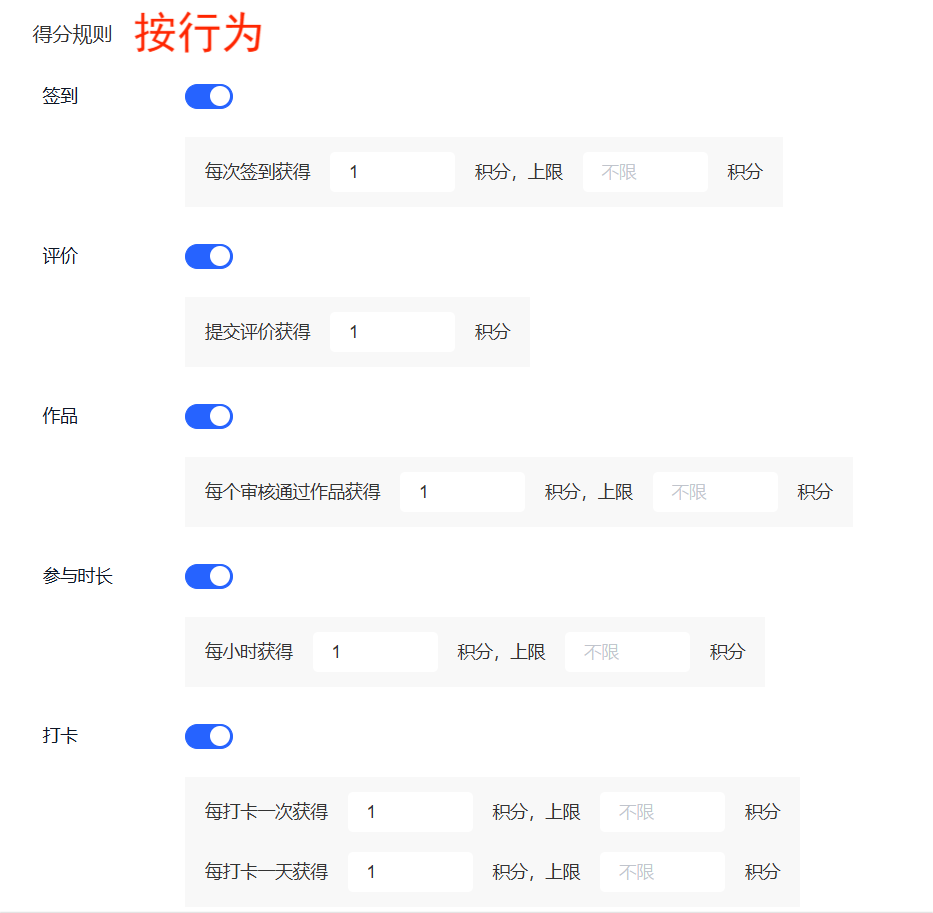 得分规则 按行为
签到
每次签到获得 1 积分，上限 不限 积分
评价
提交评价获得 1 积分
作品
每个审核通过作品获得 1 积分，上限 不限 积分
参与时长
每小时获得 1 积分，上限 不限 积分
打卡
每打卡一次获得 1 积分，上限 不限 积分
每打卡一天获得 1 积分，上限 不限 积分